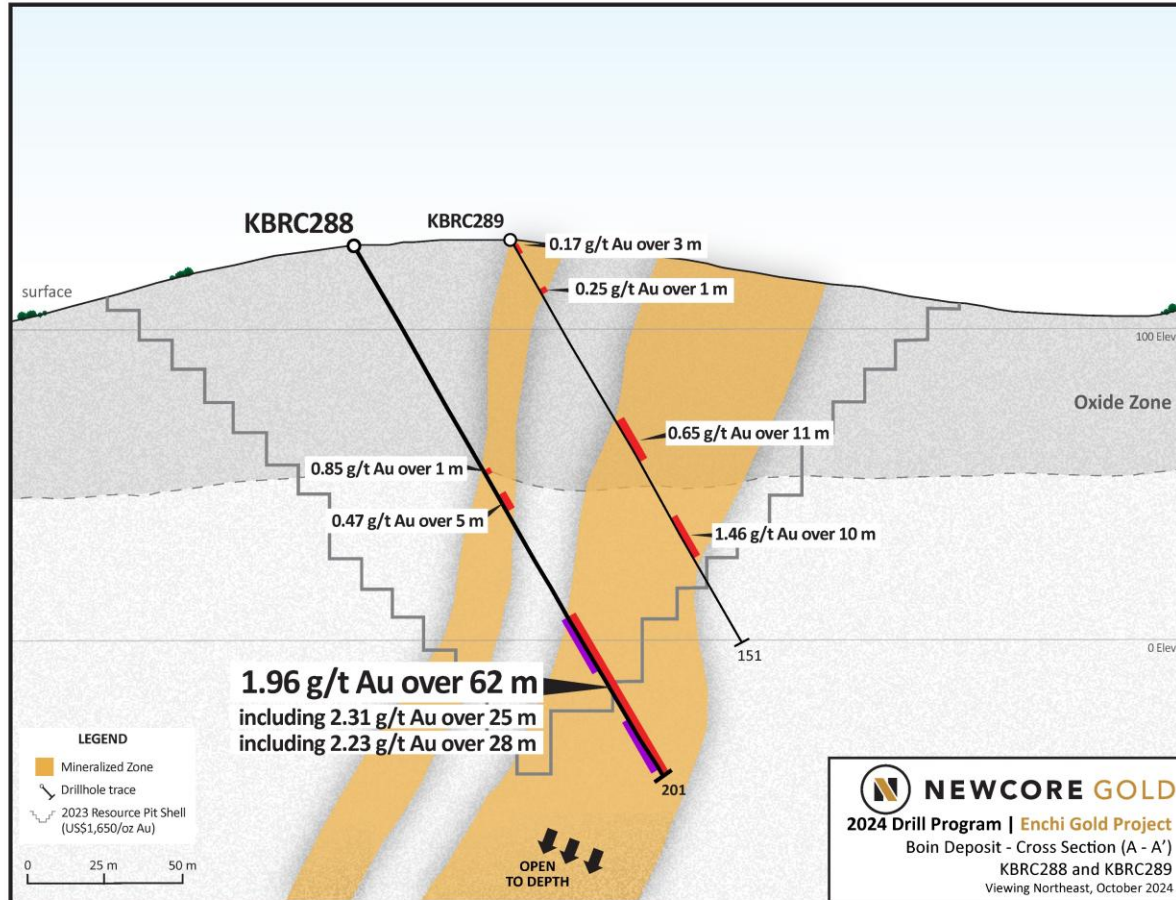 KBRC288
KBRC289
0.17 g/t Au over 3 m
0.25 g/t Au over 1 m
surface
100 Elev
Oxide Zone
0.65 g/t Au over 11 m
0.85 g/t Au over 1 m
0.47 g/t Au over 5 m
1.46 g/t Au over 10 m
0 Elev
151
1.96 g/t Au over 62 m
including 2.31 g/t Au over 25 m
including 2.23 g/t Au over 28 m
201
LEGEND
Mineralized Zone
Drillhole trace
2023 Resource Pit Shell
(US$1,650/oz Au)
0 25 m 50 m
OPEN
TO DEPTH
N NEWCORE GOLD
2024 Drill Program | Enchi Gold Project
Boin Deposit - Cross Section (A - A')
KBRC288 and KBRC289
Viewing Northeast, October 2024